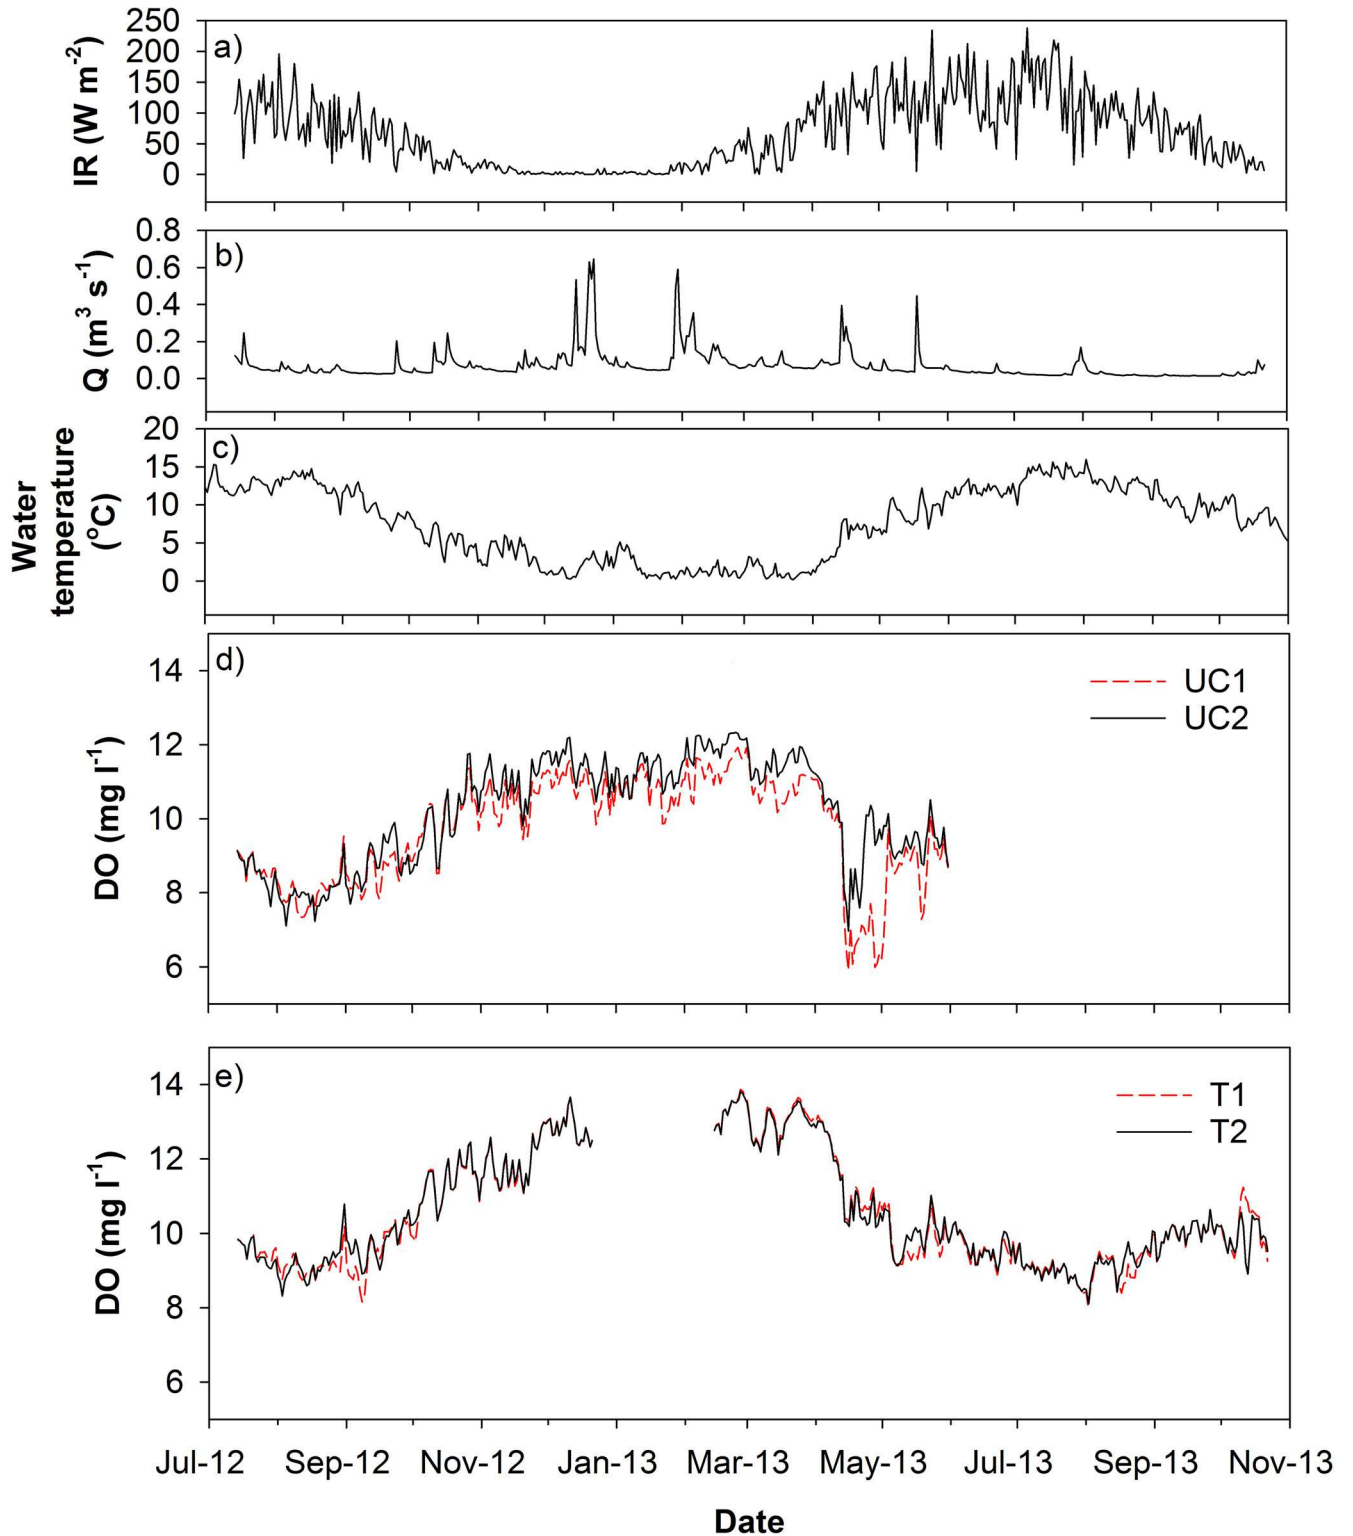 a)
IR (W m-2)
250
200
150
100
50
0
b)
Q (m3 s-1)
0.8
0.6
0.4
0.2
0.0
c)
Water
temperature
(oC)
20
15
10
5
0
d)
DO (mg l-1)
14
12
10
8
6
UC1
UC2
e)
DO (mg l-1)
14
12
10
8
6
T1
T2
Jul-12 Sep-12 Nov-12 Jan-13 Mar-13 May-13 Jul-13 Sep-13 Nov-13
Date